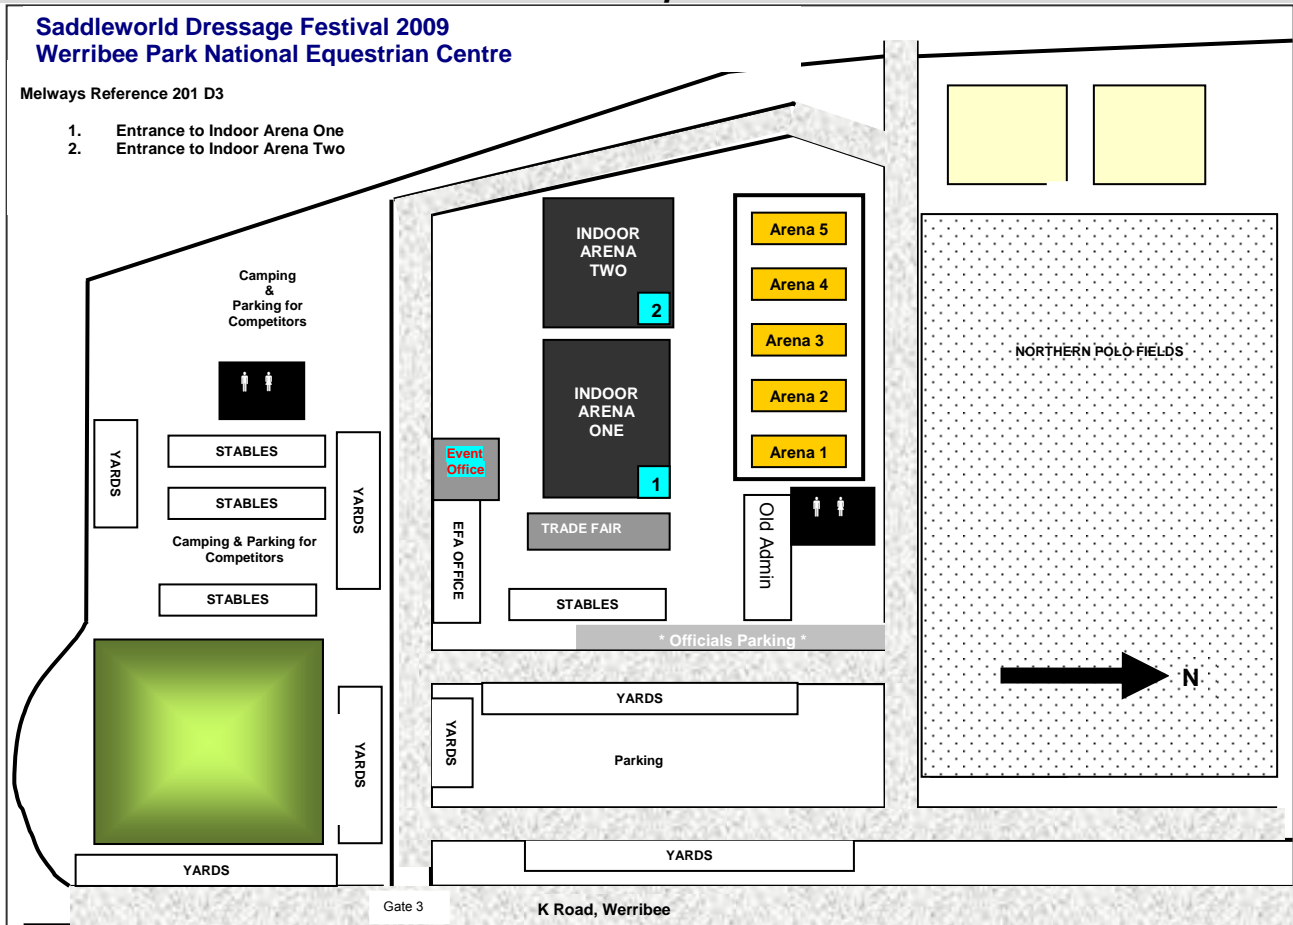 Saddleworld Dressage Festival 2009
Werribee Park National Equestrian Centre
Melways Reference 201 D3
1. Entrance to Indoor Arena One
2. Entrance to Indoor Arena Two
Camping
&
Parking for
Competitors
YARDS
STABLES
STABLES
Camping & Parking for
Competitors
STABLES
YARDS
YARDS
YARDS
INDOOR
ARENA
TWO
2
INDOOR
ARENA
ONE
1
Event
Office
EFA OFFICE
TRADE FAIR
STABLES
Arena 5
Arena 4
Arena 3
Arena 2
Arena 1
Old Admin
* Officials Parking *
YARDS
YARDS
Parking
YARDS
NORTHERN POLO FIELDS
N
Gate 3
K Road, Werribee